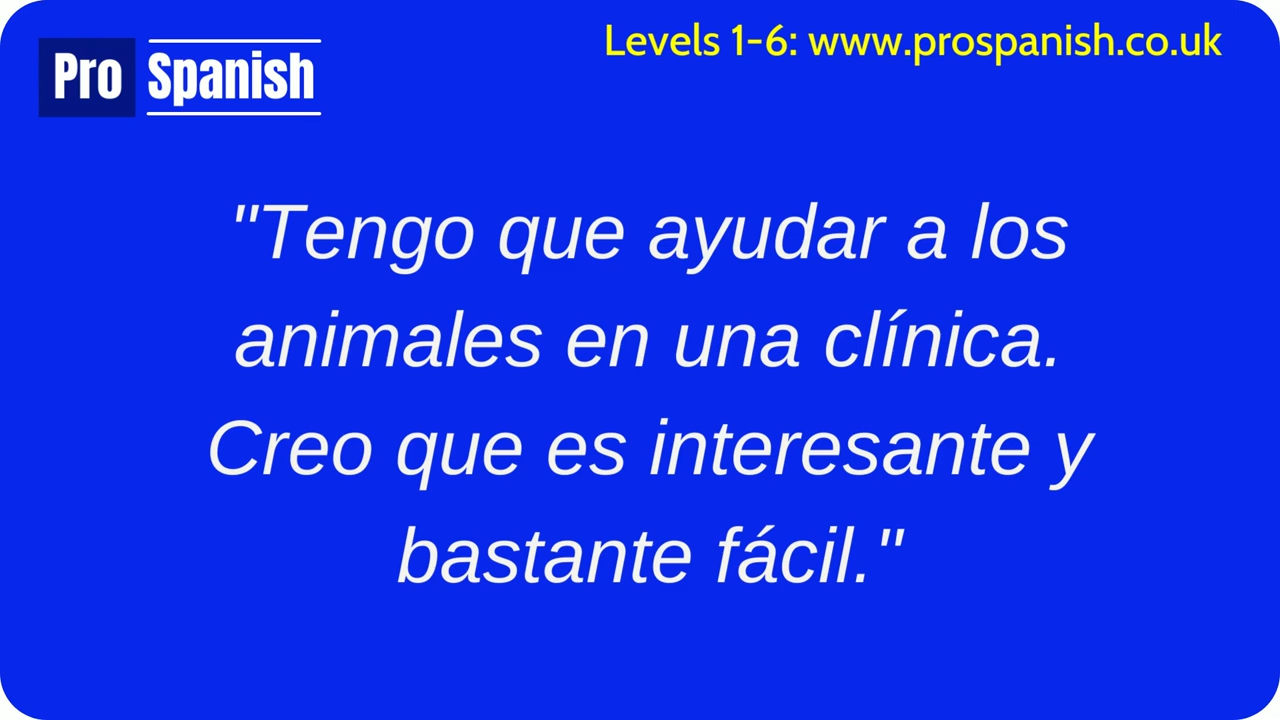 Pro Spanish
Levels 1-6: www.prospanish.co.uk
"Tengo que ayudar a los
animales en una clínica.
Creo que es interesante y
bastante fácil."